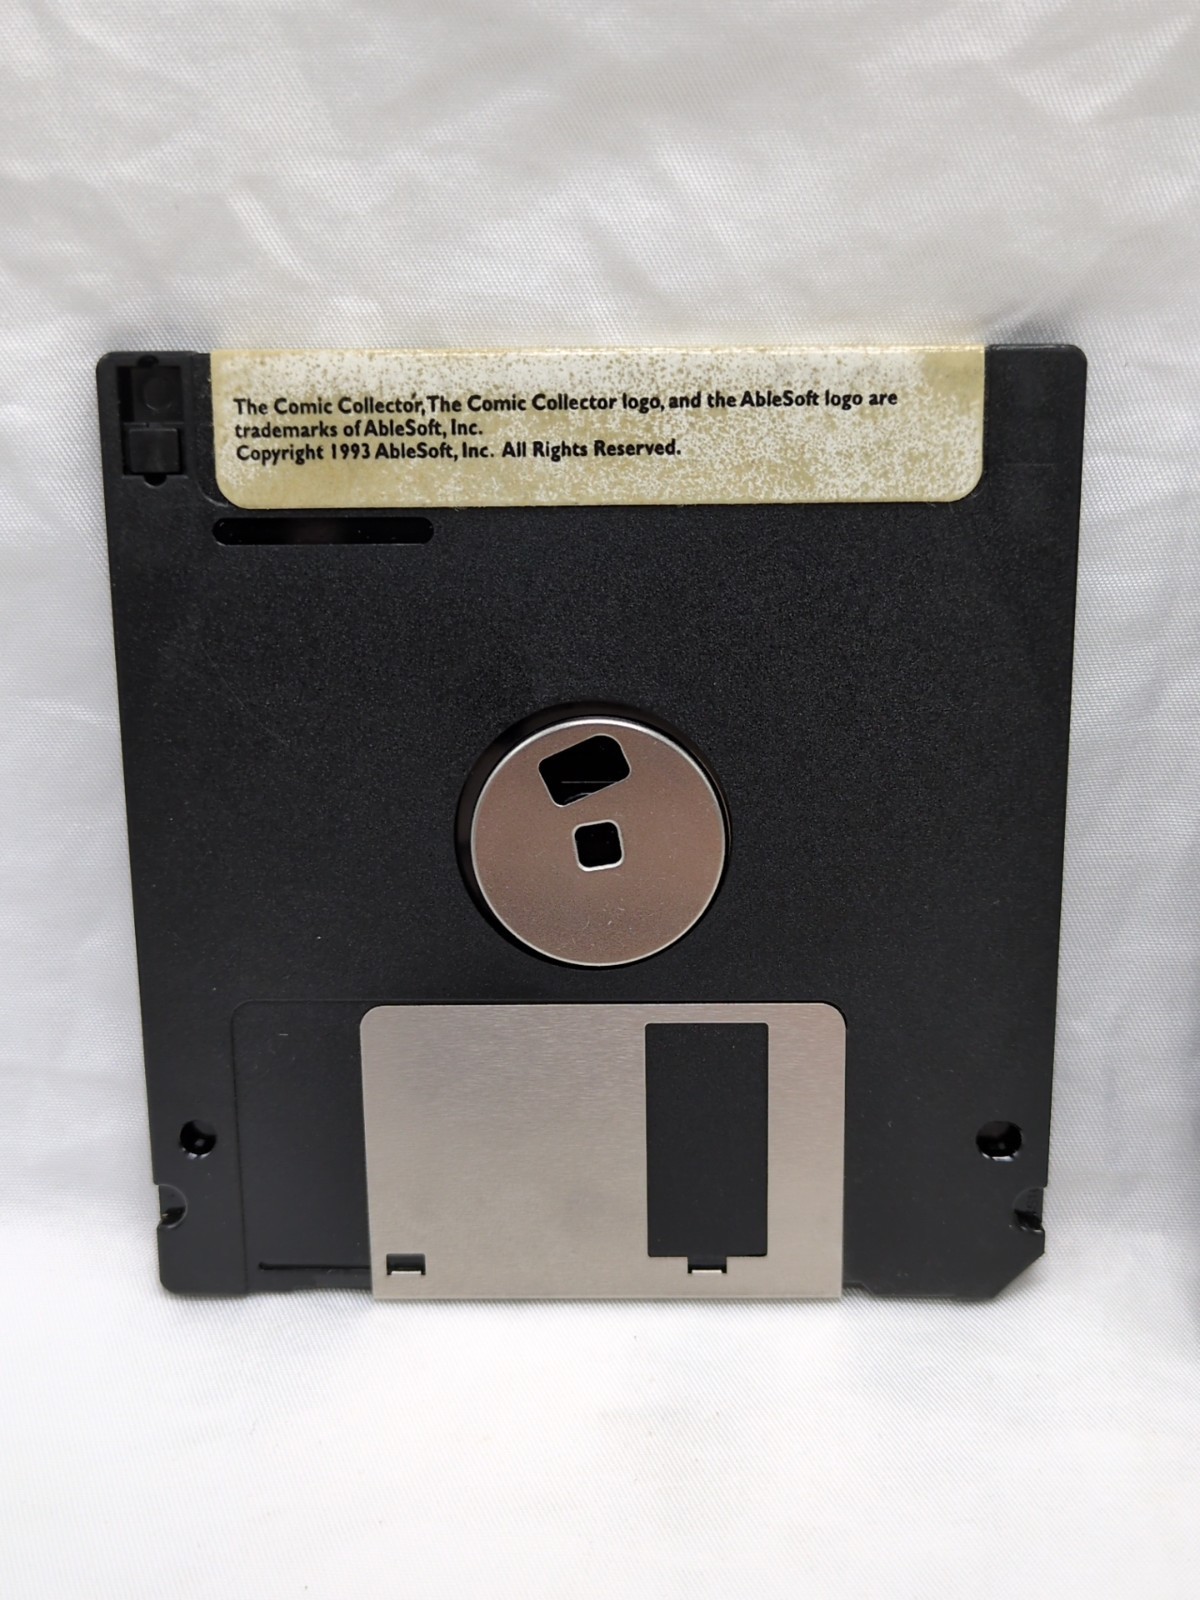 The Comic Collector, The Comic Collector logo, and the AbleSoft logo are
trademarks of AbleSoft, Inc.
Copyright 1993 AbleSoft, Inc. All Rights Reserved.